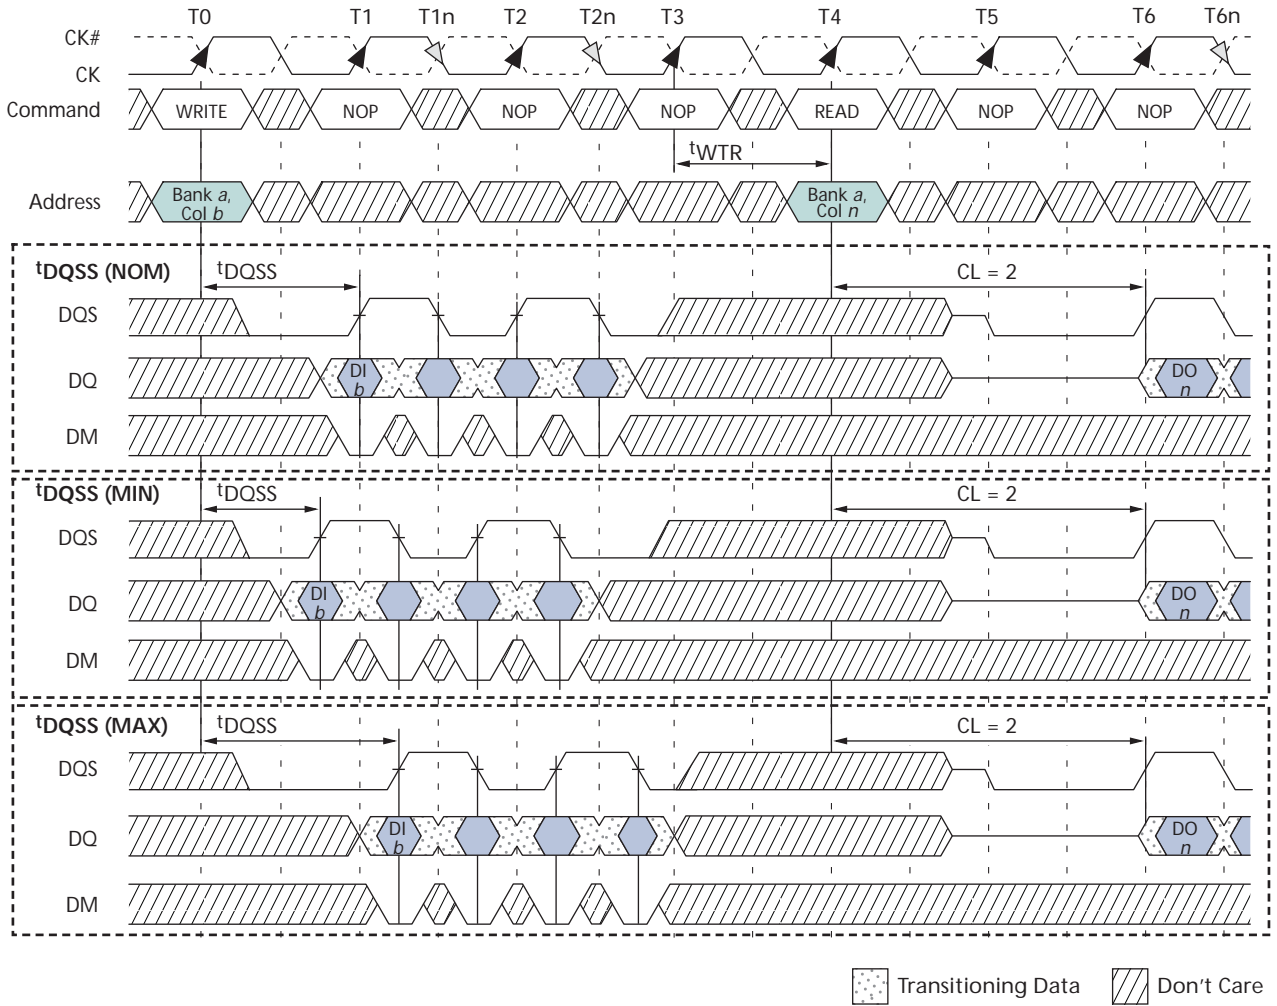 T0 T1 T1n T2 T2n T3 T4 T5 T6 T6n
CK#
CK
Command WRITE NOP NOP NOP READ NOP NOP
tWTR
Address Bank a, Col b Bank a, Col n
tDQSS (NOM) tDQSS CL = 2
DQS
DQ DI b DO n
DM
tDQSS (MIN) tDQSS CL = 2
DQS
DQ DI b DO n
DM
tDQSS (MAX) tDQSS CL = 2
DQS
DQ DI b DO n
DM
Transitioning Data Don't Care